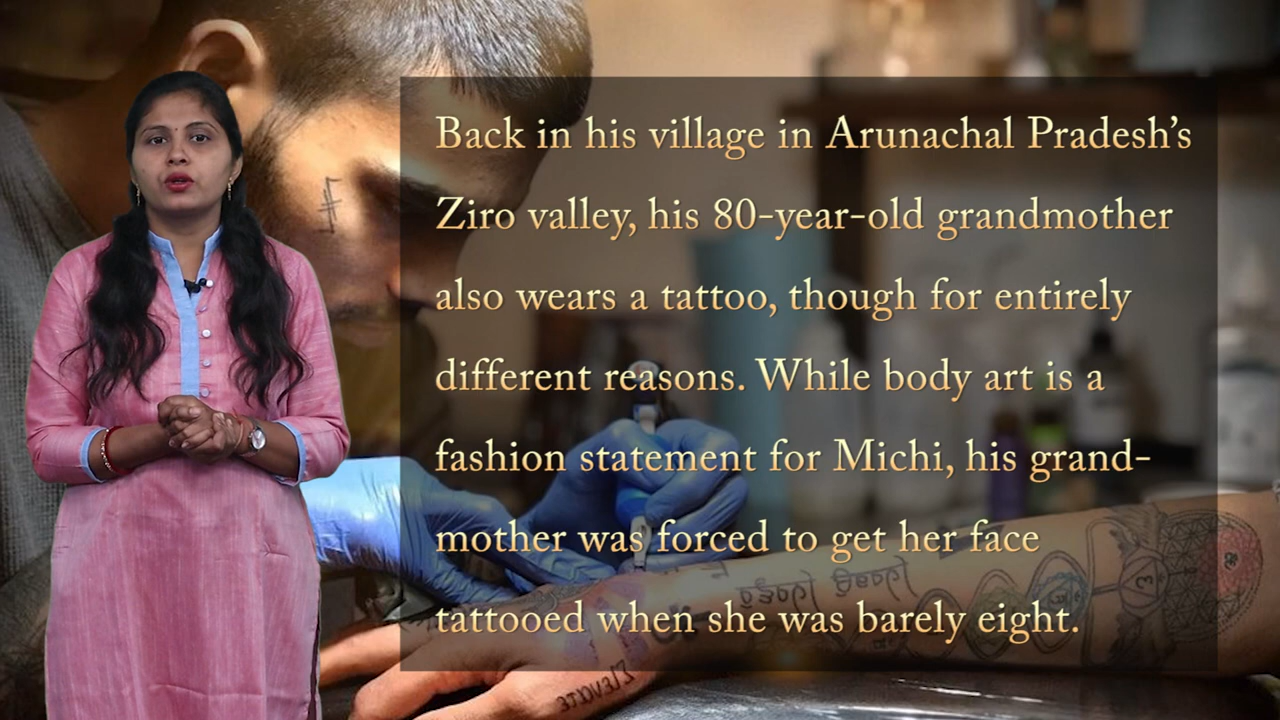 Back in his village in Arunachal Pradesh’s
Ziro valley, his 80-year-old grandmother
also wears a tattoo, though for entirely
different reasons. While body art is a
fashion statement for Michi, his grand-
mother was forced to get her face
tattooed when she was barely eight.